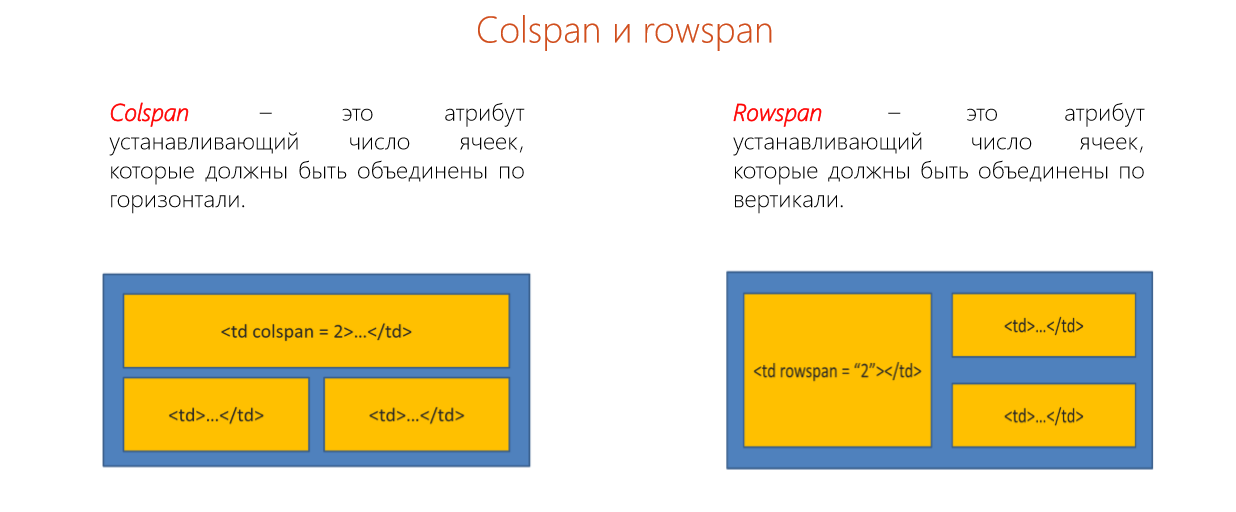 Colspan и rowspan
Colspan – это атрибут
устанавливающий число ячеек,
которые должны быть объединены по
горизонтали.
Rowspan – это атрибут
устанавливающий число ячеек,
которые должны быть объединены по
вертикали.
<td colspan = 2>...</td>
<td>...</td>
<td>...</td>
<td rowspan = “2”></td>
<td>...</td>
<td>...</td>